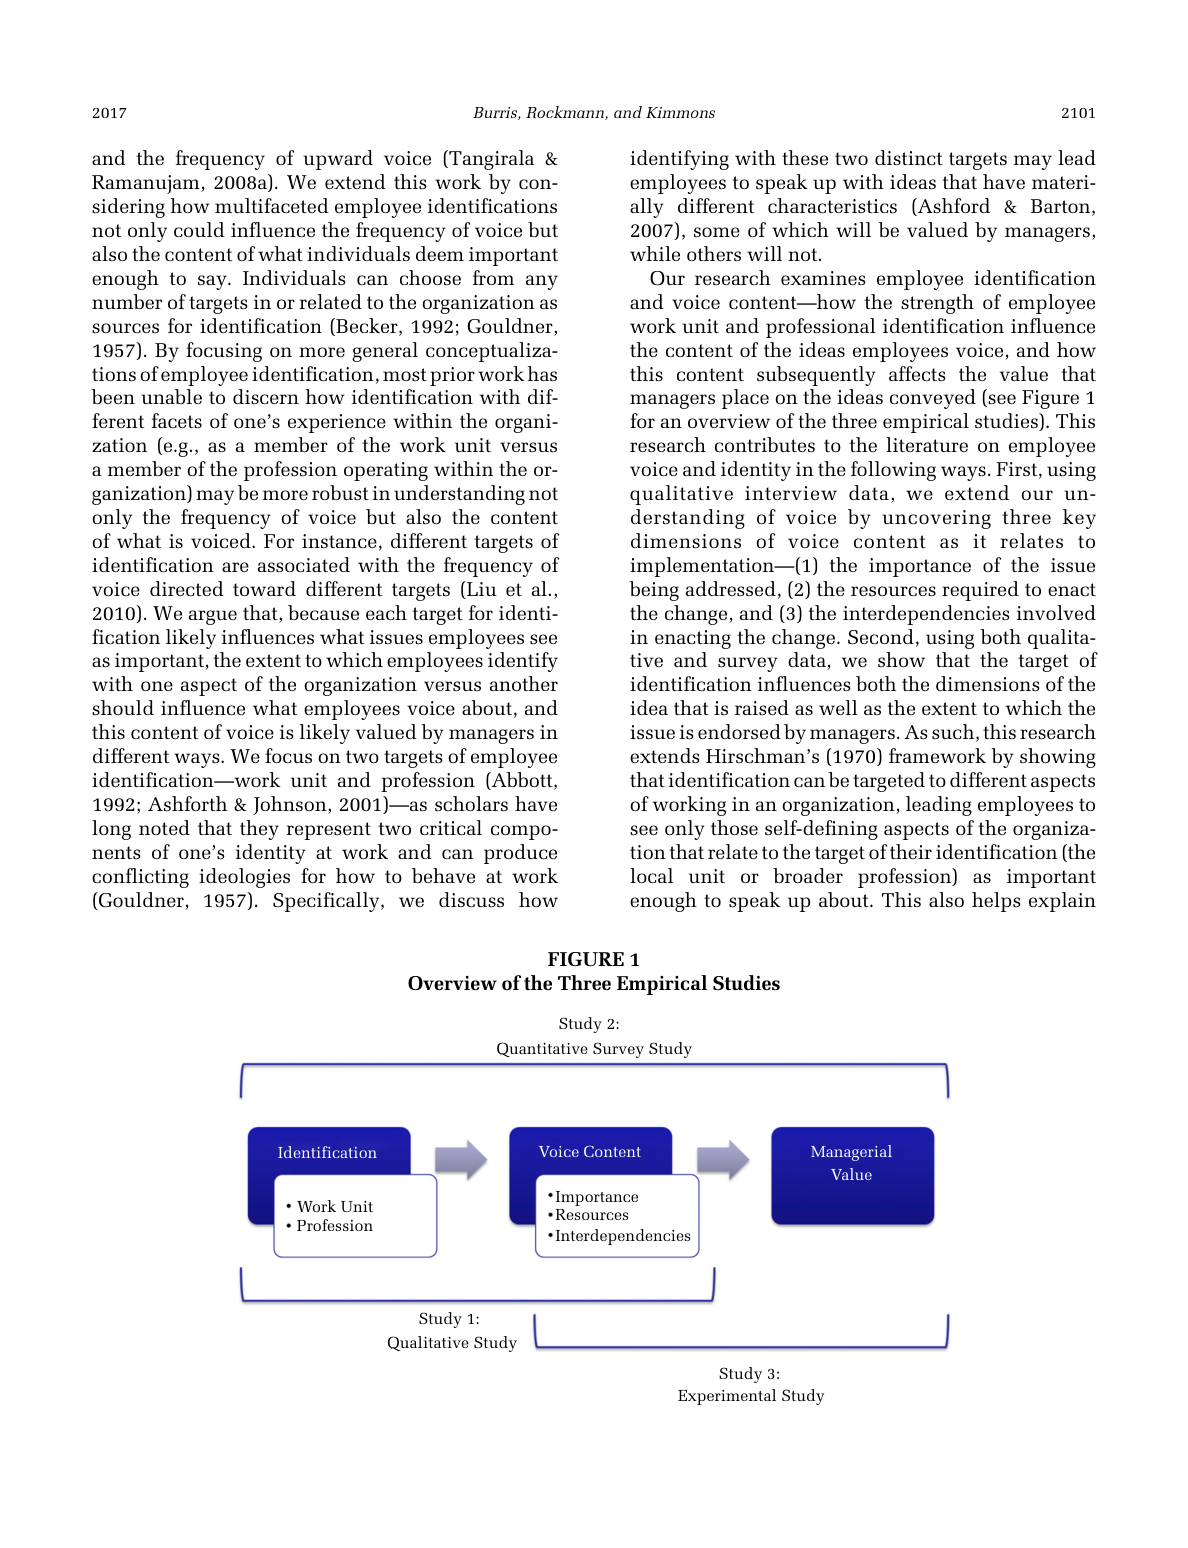 2017
Burris, Rockmann, and Kimmons
2101
and the frequency of upward voice (Tangirala &
Ramanujam, 2008a). We extend this work by con-
sidering how multifaceted employee identifications
not only could influence the frequency of voice but
also the content of what individuals deem important
enough to say. Individuals can choose from any
number of targets in or related to the organization as
sources for identification (Becker, 1992; Gouldner,
1957). By focusing on more general conceptualiza-
tions of employee identification, most prior work has
been unable to discern how identification with dif-
ferent facets of one’s experience within the organi-
zation (e.g., as a member of the work unit versus
a member of the profession operating within the or-
ganization) may be more robust in understanding not
only the frequency of voice but also the content
of what is voiced. For instance, different targets of
identification are associated with the frequency of
voice directed toward different targets (Liu et al.,
2010). We argue that, because each target for identi-
fication likely influences what issues employees see
as important, the extent to which employees identify
with one aspect of the organization versus another
should influence what employees voice about, and
this content of voice is likely valued by managers in
different ways. We focus on two targets of employee
identification—work unit and profession (Abbott,
1992; Ashforth & Johnson, 2001)—as scholars have
long noted that they represent two critical compo-
nents of one’s identity at work and can produce
conflicting ideologies for how to behave at work
(Gouldner, 1957). Specifically, we discuss how
identifying with these two distinct targets may lead
employees to speak up with ideas that have materi-
ally different characteristics (Ashford & Barton,
2007), some of which will be valued by managers,
while others will not.
Our research examines employee identification
and voice content—how the strength of employee
work unit and professional identification influence
the content of the ideas employees voice, and how
this content subsequently affects the value that
managers place on the ideas conveyed (see Figure 1
for an overview of the three empirical studies). This
research contributes to the literature on employee
voice and identity in the following ways. First, using
qualitative interview data, we extend our un-
derstanding of voice by uncovering three key
dimensions of voice content as it relates to
implementation—(1) the importance of the issue
being addressed, (2) the resources required to enact
the change, and (3) the interdependencies involved
in enacting the change. Second, using both qualita-
tive and survey data, we show that the target of
identification influences both the dimensions of the
idea that is raised as well as the extent to which the
issue is endorsed by managers. As such, this research
extends Hirschman’s (1970) framework by showing
that identification can be targeted to different aspects
of working in an organization, leading employees to
see only those self-defining aspects of the organiza-
tion that relate to the target of their identification (the
local unit or broader profession) as important
enough to speak up about. This also helps explain
FIGURE 1
Overview of the Three Empirical Studies
Study 2:
Quantitative Survey Study
Identification
• Work Unit
• Profession
Voice Content
•Importance
•Resources
•Interdependencies
Managerial
Value
Study 1:
Qualitative Study
Study 3:
Experimental Study